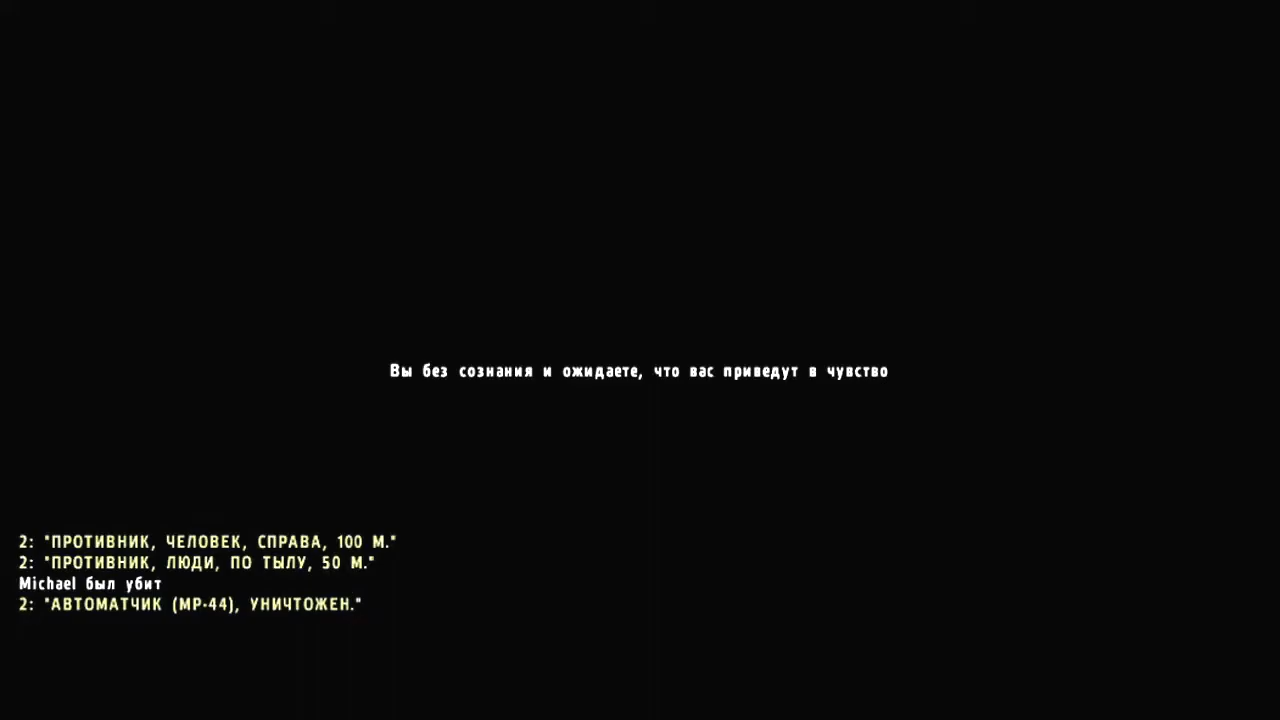 Вы без сознания и ожидаете, что вас приведут в чувство
2: "ПРОТИВНИК, ЧЕЛОВЕК, СПРАВА, 100 М."
2: "ПРОТИВНИК, ЛЮДИ, ПО ТЫЛУ, 50 М."
Michael был убит
2: "АВТОМАТЧИК (МР-44), УНИЧТОЖЕН."